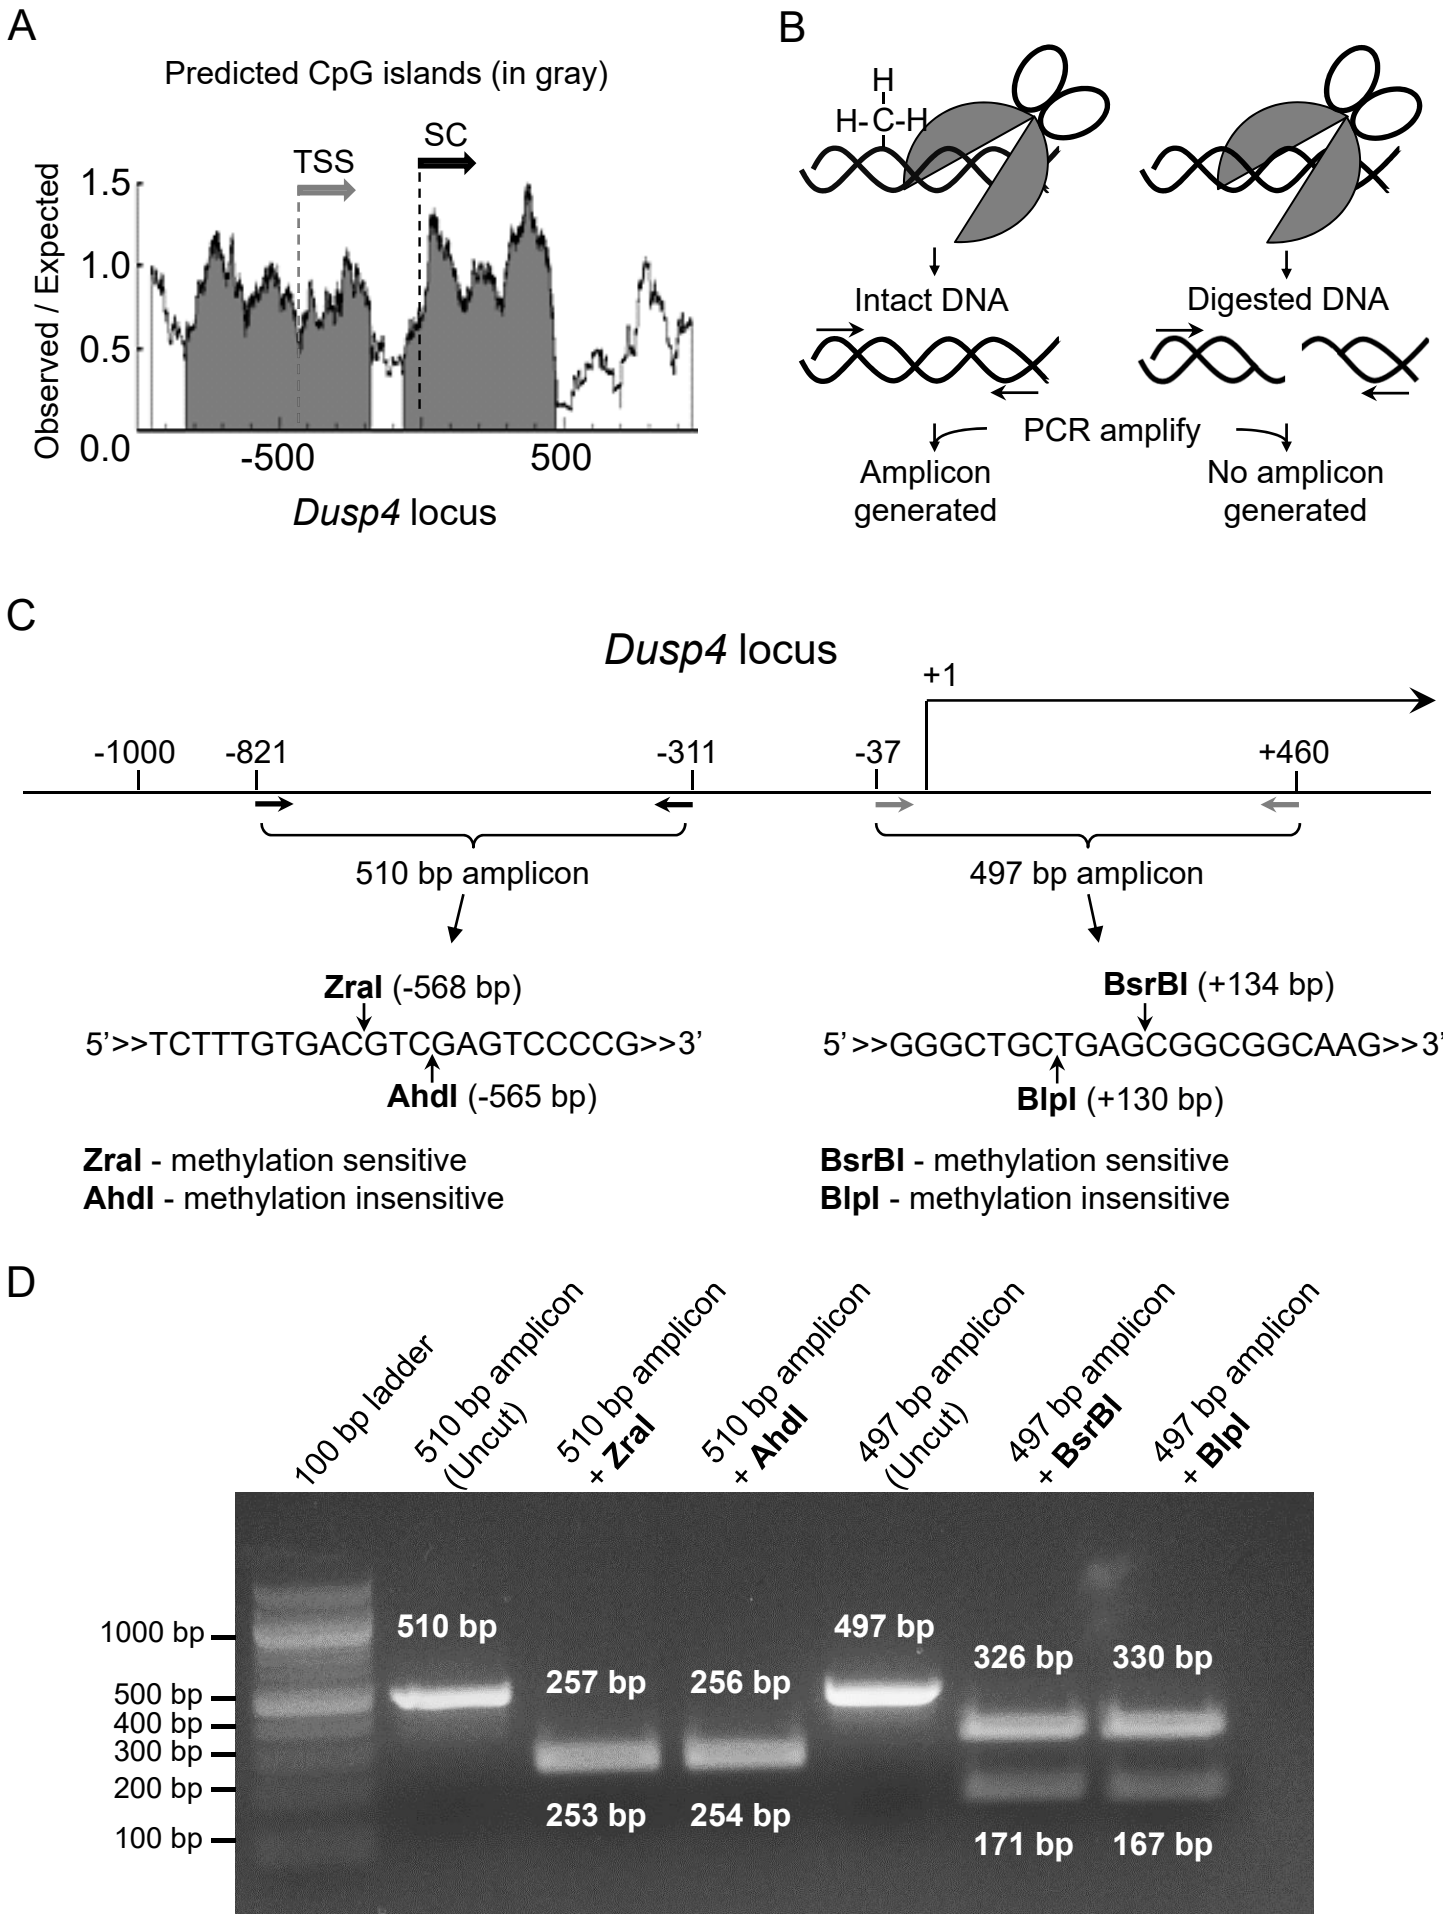 A
Predicted CpG islands (in gray)
TSS
SC
Observed / Expected
1.5
1.0
0.5
0.0
-500
500
Dusp4 locus
B
H
H-C-H
Intact DNA
Digested DNA
PCR amplify
Amplicon
generated
No amplicon
generated
C
Dusp4 locus
+1
-1000
-821
-311
-37
+460
510 bp amplicon
497 bp amplicon
ZraI (-568 bp)
5’>>TCTTTGTGACGTCGAGTCCCCG>>3’
AhdI (-565 bp)
BsrBI (+134 bp)
5’>>GGGCTGCTGAGCGGCGGCAAG>>3’
BlpI (+130 bp)
ZraI - methylation sensitive
AhdI - methylation insensitive
BsrBI - methylation sensitive
BlpI - methylation insensitive
D
100 bp ladder
510 bp amplicon
(Uncut)
510 bp amplicon
+ ZraI
510 bp amplicon
+ AhdI
497 bp amplicon
(Uncut)
497 bp amplicon
+ BsrBI
497 bp amplicon
+ BlpI
1000 bp
500 bp
400 bp
300 bp
200 bp
100 bp
510 bp
257 bp
256 bp
497 bp
326 bp
330 bp
253 bp
254 bp
171 bp
167 bp